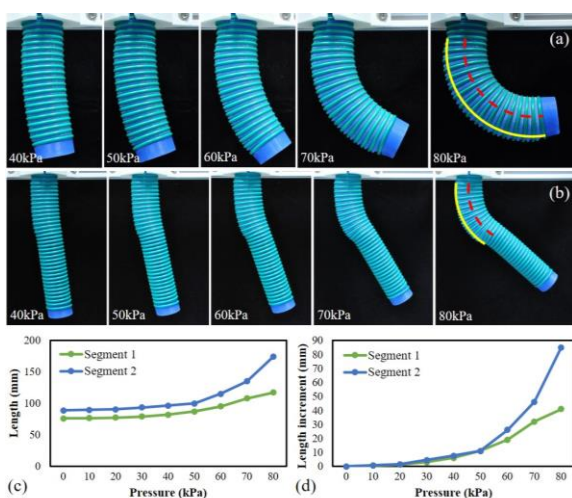 (a)
40kPa 50kPa 60kPa 70kPa 80kPa
(b)
40kPa 50kPa 60kPa 70kPa 80kPa
200
150
100
50
0
Length (mm)
Segment 1
Segment 2
0 10 20 30 40 50 60 70 80
(c)
Pressure (kPa)
90
80
70
60
50
40
30
20
10
0
Length increment (mm)
Segment 1
Segment 2
0 10 20 30 40 50 60 70 80
(d)
Pressure (kPa)